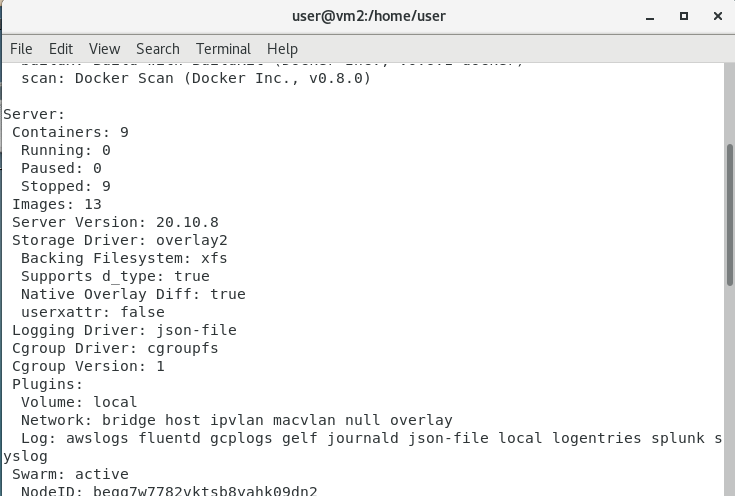 user@vm2:/home/user
File Edit View Search Terminal Help
scan: Docker Scan (Docker Inc., v0.8.0)
Server:
Containers: 9
Running: 0
Paused: 0
Stopped: 9
Images: 13
Server Version: 20.10.8
Storage Driver: overlay2
Backing Filesystem: xfs
Supports d_type: true
Native Overlay Diff: true
userxattr: false
Logging Driver: json-file
Cgroup Driver: cgroupfs
Cgroup Version: 1
Plugins:
Volume: local
Network: bridge host ipvlan macvlan null overlay
Log: awslogs fluentd gcplogs gelf journald json-file local logentries splunk s
yslog
Swarm: active
NodeID: